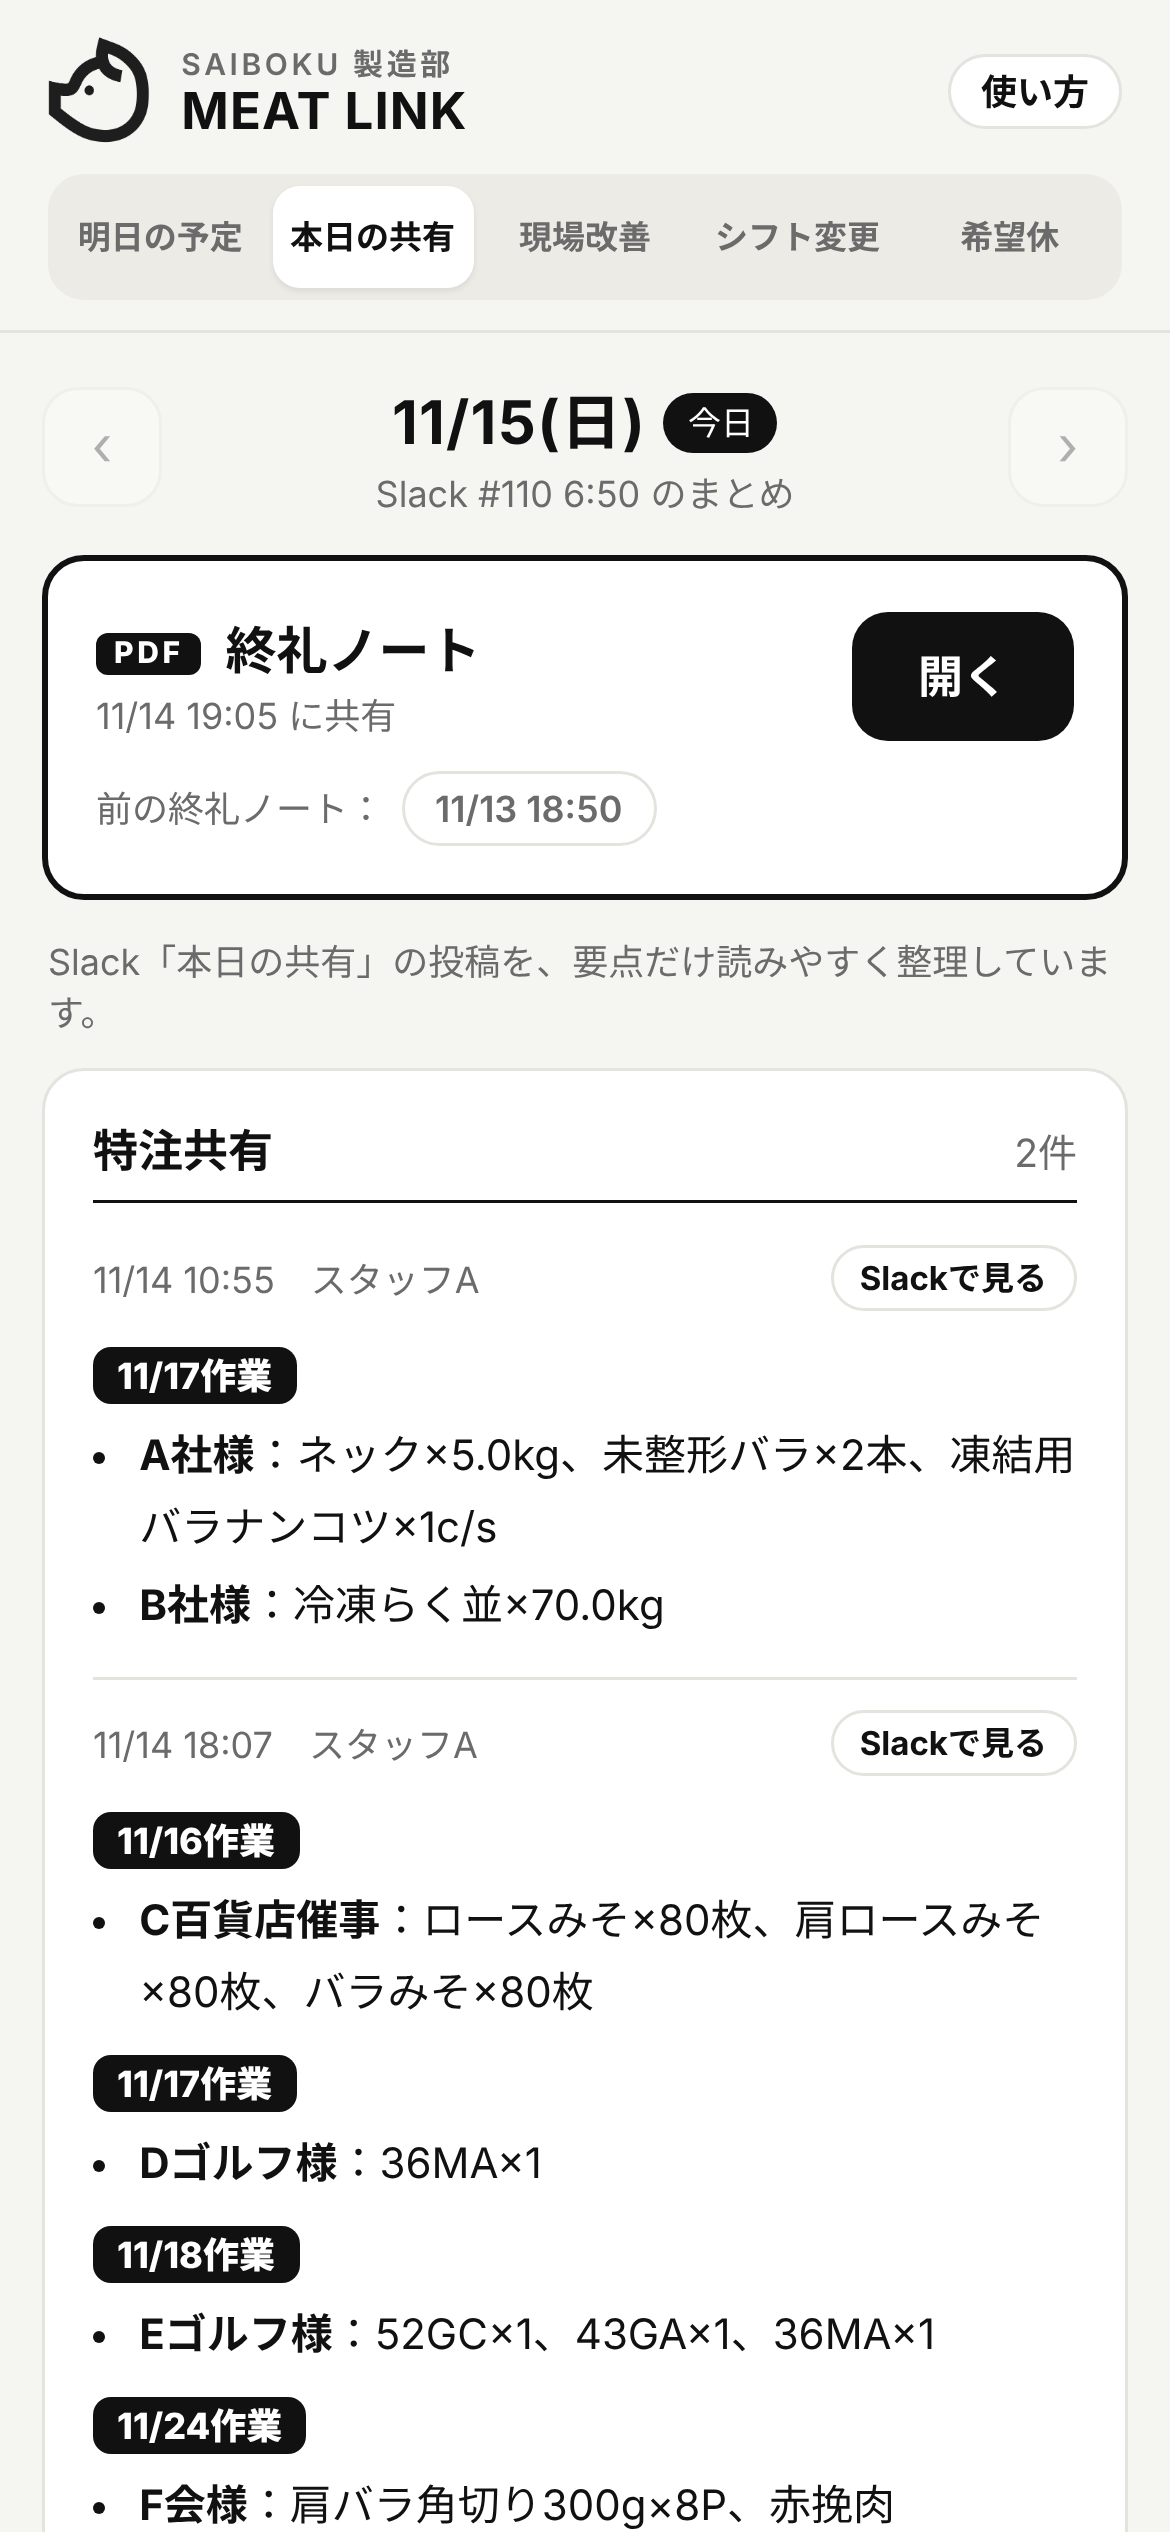 SAIBOKU 製造部
MEAT LINK
使い方
明日の予定
本日の共有
現場改善
シフト変更
希望休
‹
11/15(日) 今日
›
Slack #110 6:50 のまとめ
PDF 終礼ノート
開く
11/14 19:05 に共有
前の終礼ノート： 11/13 18:50
Slack「本日の共有」の投稿を、要点だけ読みやすく整理していま
す。
特注共有
2件
11/14 10:55 スタッフA
Slackで見る
11/17作業
• A社様：ネック×5.0kg、未整形バラ×2本、凍結用
バラナンコツ×1c/s
• B社様：冷凍らく並×70.0kg
11/14 18:07 スタッフA
Slackで見る
11/16作業
• C百貨店催事：ロースみそ×80枚、肩ロースみそ
×80枚、バラみそ×80枚
11/17作業
• Dゴルフ様：36MA×1
11/18作業
• Eゴルフ様：52GC×1、43GA×1、36MA×1
11/24作業
• F会様：肩バラ角切り300g×8P、赤挽肉